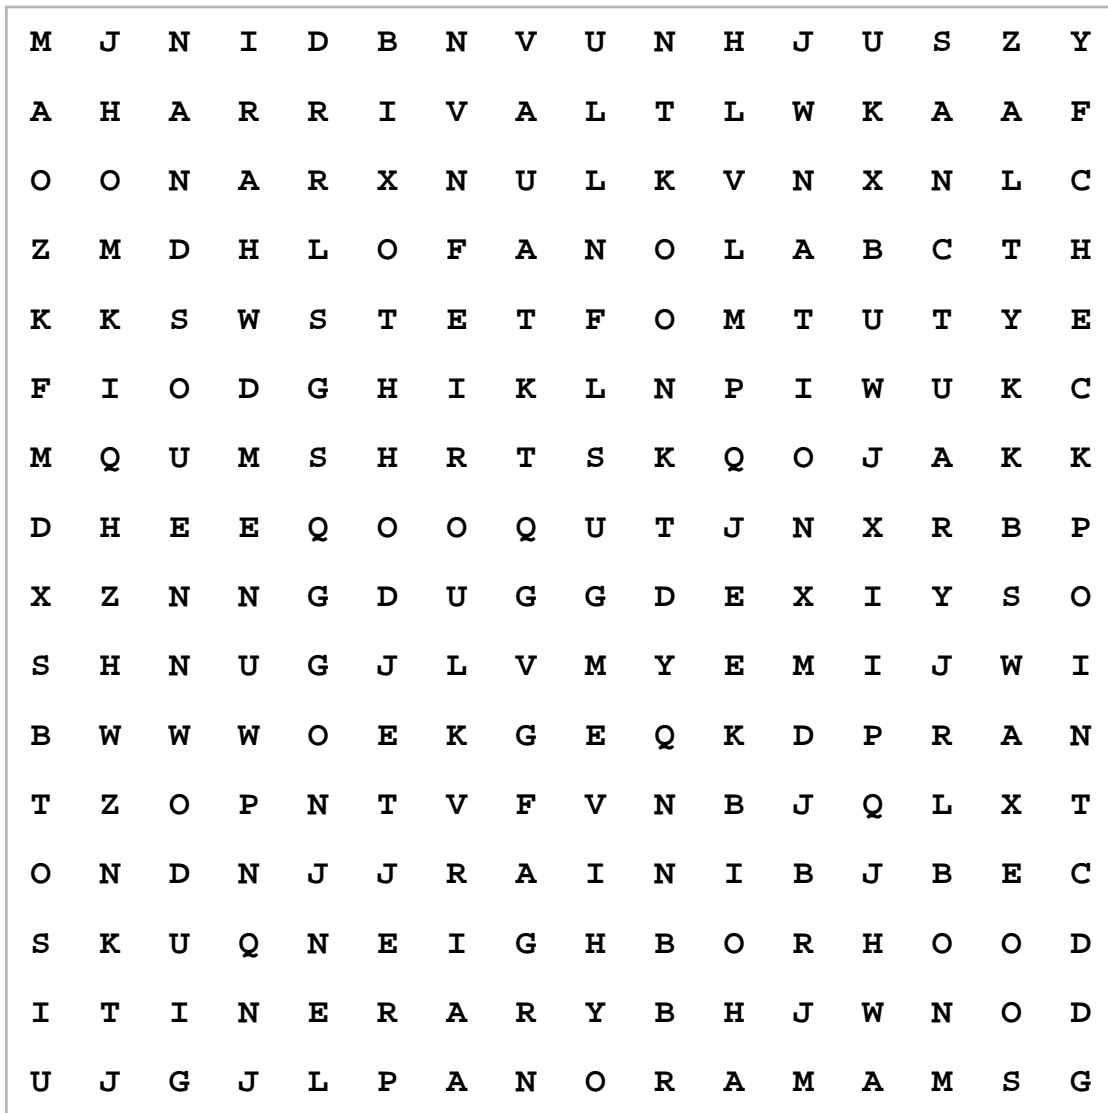 M J N I D B N V U N H J U S Z Y
A H A R R I V A L T L W K A A F
O O N A R X N U L K V N X N L C
Z M D H L O F A N O L A B C T H
K K S W S T E T F O M T U T Y E
F I O D G H I K L N P I W U K C
M Q U M S H R T S K Q O J A K K
D H E E Q O O Q U T J N X R B P
X Z N N G D U G G D E X I Y S O
S H N U G J L V M Y E M I J W I
B W W W O E K G E Q K D P R A N
T Z O P N T V F V N B J Q L X T
O N D N J J R A I N I B J B E C
S K U Q N E I G H B O R H O O D
I T I N E R A R Y B H J W N O D
U J G J L P A N O R A M A M S G